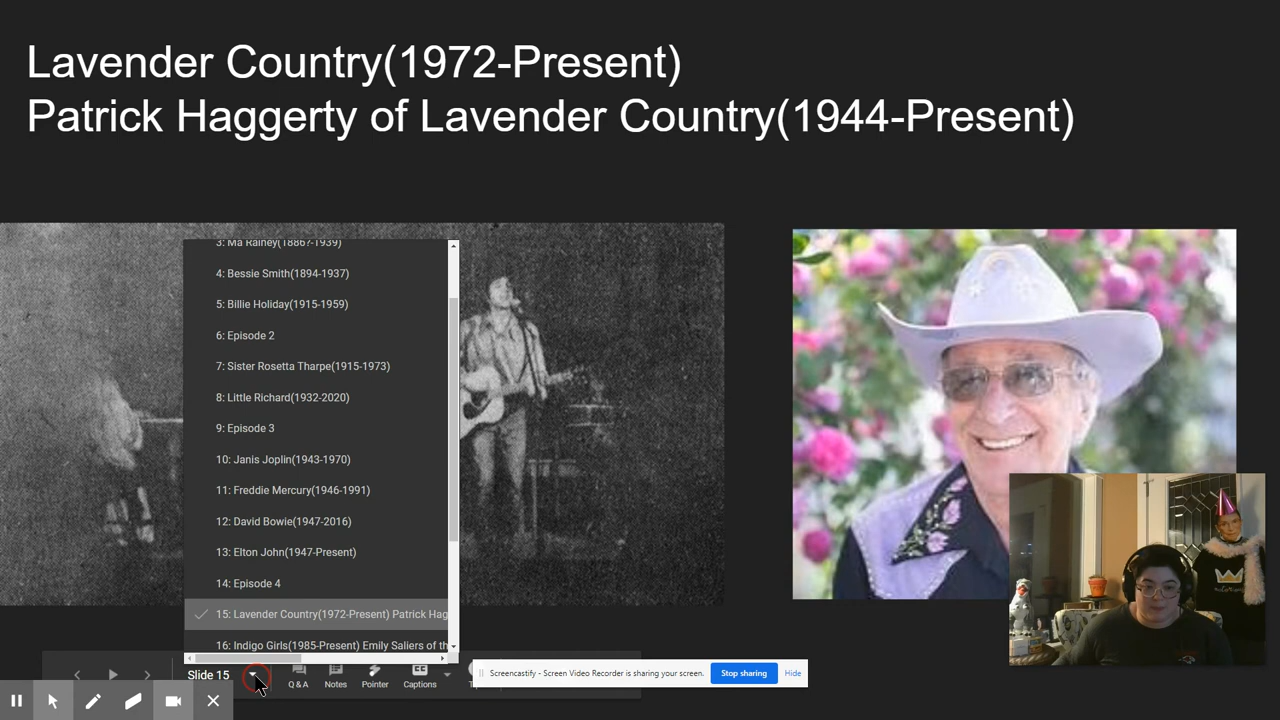 Lavender Country(1972-Present)
Patrick Haggerty of Lavender Country(1944-Present)
3: Ma Rainey(1886?-1939)
4: Bessie Smith(1894-1937)
5: Billie Holiday(1915-1959)
6: Episode 2
7: Sister Rosetta Tharpe(1915-1973)
8: Little Richard(1932-2020)
9: Episode 3
10: Janis Joplin(1943-1970)
11: Freddie Mercury(1946-1991)
12: David Bowie(1947-2016)
13: Elton John(1947-Present)
14: Episode 4
15: Lavender Country(1972-Present) Patrick Hag
16: Indigo Girls(1985-Present) Emily Saliers of th
Slide 15
Q & A
Notes
Pointer
Captions
Screencastify - Screen Video Recorder is sharing your screen.
Stop sharing
Hide